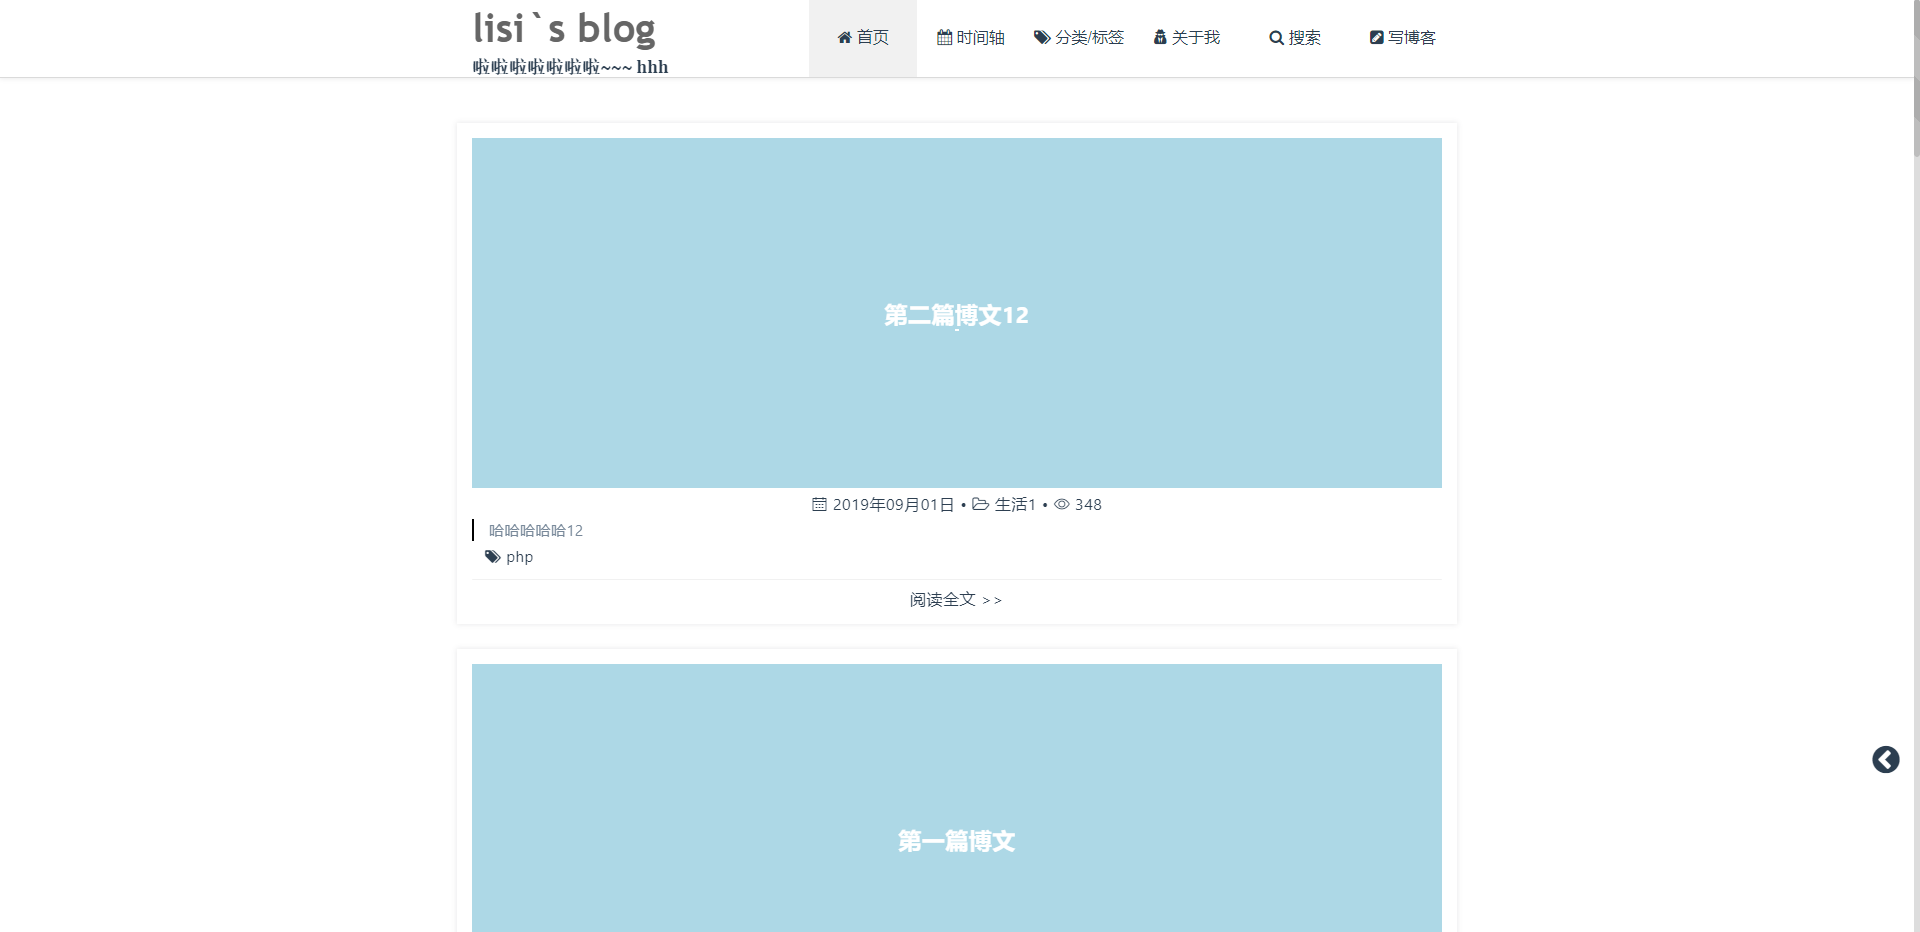 lisi`s blog
啦啦啦啦啦啦啦~~~ hhh
首页 时间轴 分类/标签 关于我 搜索 写博客
第二篇博文12
2019年09月01日 • 生活1 • 348
哈哈哈哈哈12
php
阅读全文 >>
第一篇博文